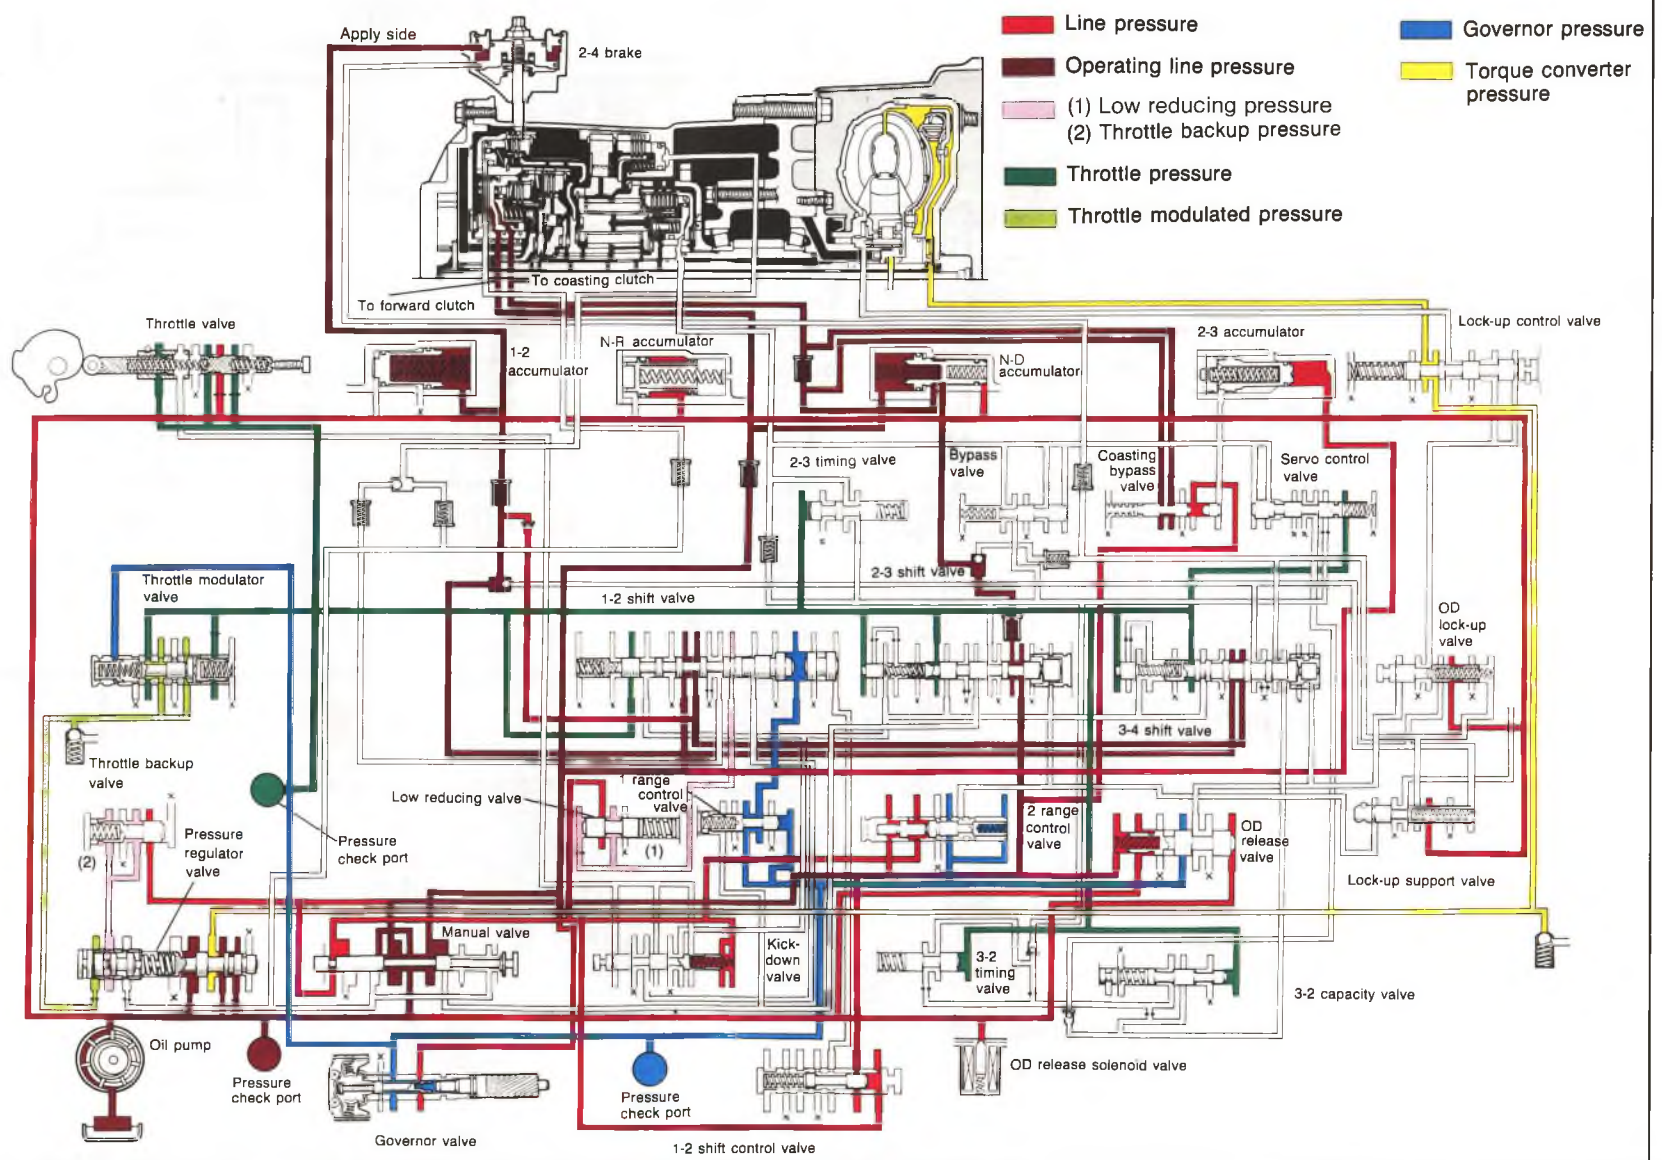 Apply side
2-4 brake
Line pressure
Operating line pressure
(1) Low reducing pressure
(2) Throttle backup pressure
Throttle pressure
Throttle modulated pressure
Governor pressure
Torque converter
pressure
To coasting clutch
To forward clutch
Throttle valve
1-2
accumulator
N-R accumulator
N-D
accumulator
2-3 accumulator
Lock-up control valve
2-3 timing valve
Bypass
valve
Coasting
bypass
valve
Servo control
valve
Throttle modulator
valve
1-2 shift valve
2-3 shift valve
OD
lock-up
valve
3-4 shift valve
Throttle backup
valve
Low reducing valve
1 range
control
valve
(1)
2 range
control
valve
OD
release
valve
Lock-up support valve
(2)
Pressure
regulator
valve
Pressure
check port
Manual valve
Kick-
down
valve
3-2
timing
valve
3-2 capacity valve
Oil pump
Pressure
check port
Governor valve
Pressure
check port
1-2 shift control valve
OD release solenoid valve